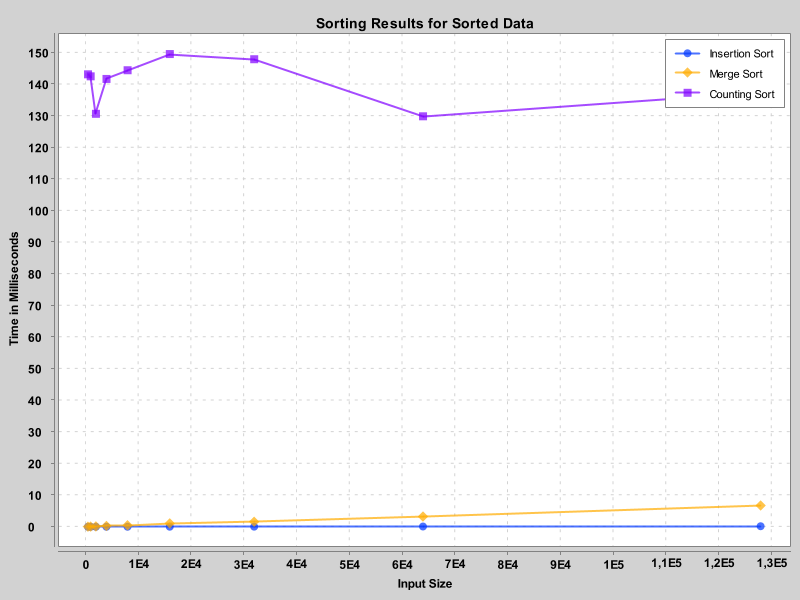 Sorting Results for Sorted Data
Insertion Sort
Merge Sort
Counting Sort
Time in Milliseconds
150
140
130
120
110
100
90
80
70
60
50
40
30
20
10
0
0 1E4 2E4 3E4 4E4 5E4 6E4 7E4 8E4 9E4 1E5 1,1E5 1,2E5 1,3E5
Input Size